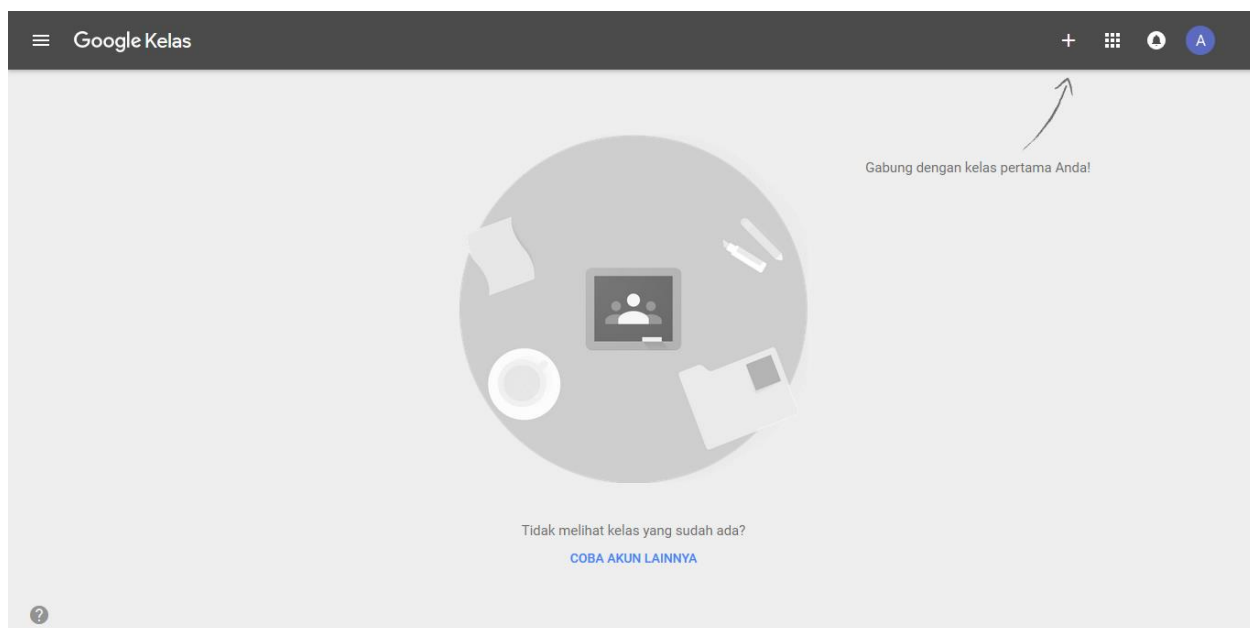 Google Kelas
A
Gabung dengan kelas pertama Anda!
Tidak melihat kelas yang sudah ada?
COBA AKUN LAINNYA